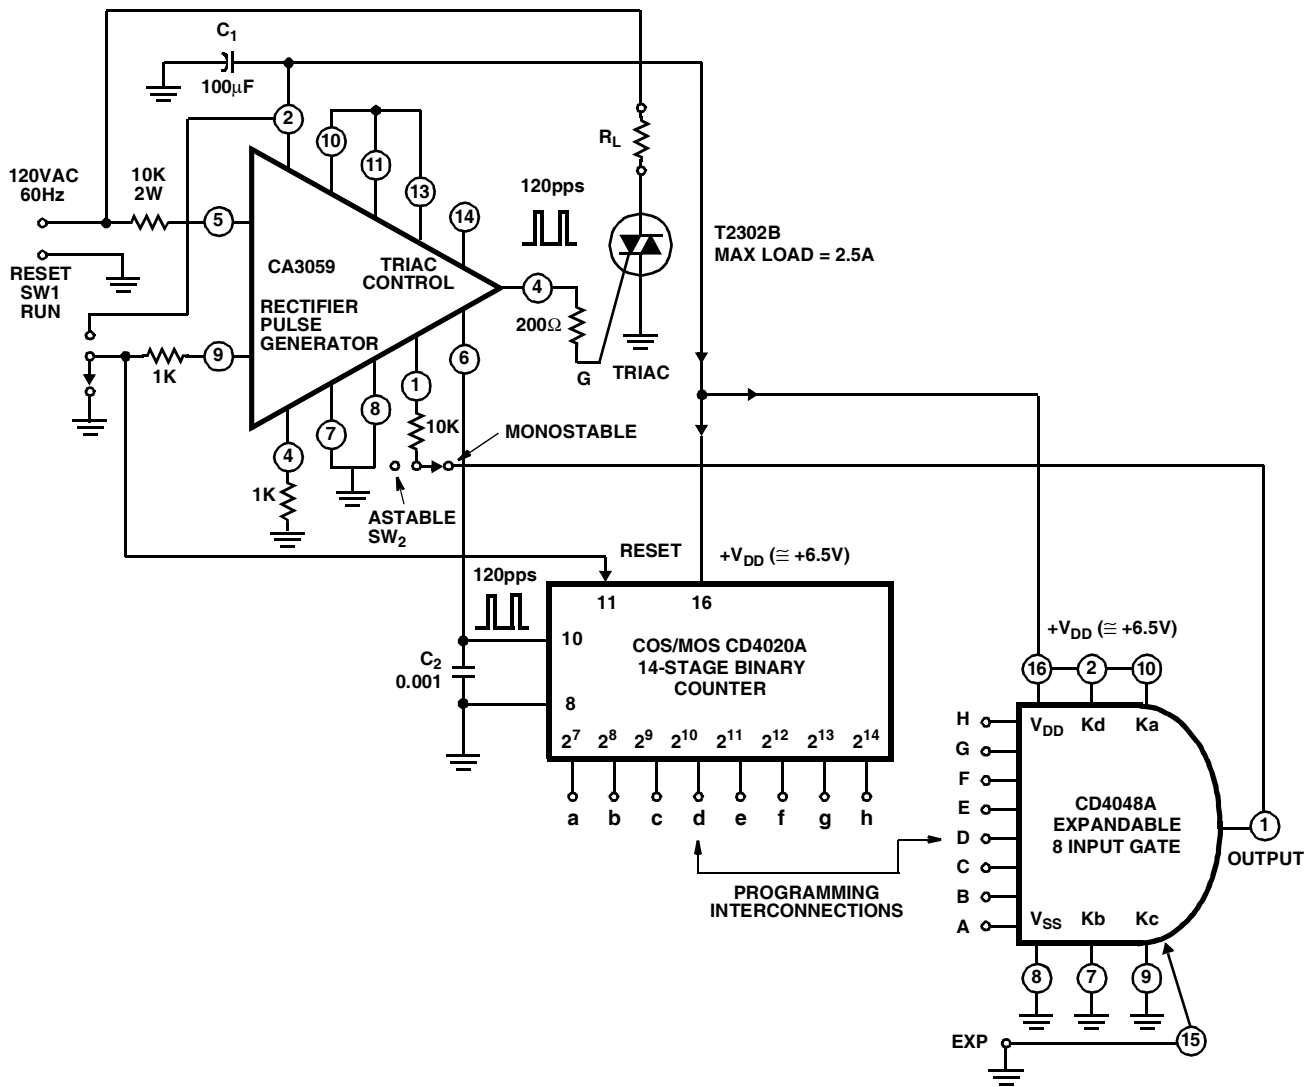 C1
100µF
2
10
11
13
14
120VAC
60Hz
10K
2W
5
120pps
RL
T2302B
MAX LOAD = 2.5A
CA3059
TRIAC
CONTROL
RECTIFIER
PULSE
GENERATOR
4
200Ω
G
TRIAC
RESET
SW1
RUN
1K
9
6
1
8
7
4
10K
1K
MONOSTABLE
ASTABLE
SW2
RESET
+VDD (≅ +6.5V)
120pps
11
16
10
COS/MOS CD4020A
14-STAGE BINARY
COUNTER
C2
0.001
8
2^7 2^8 2^9 2^10 2^11 2^12 2^13 2^14
a b c d e f g h
PROGRAMMING
INTERCONNECTIONS
+VDD (≅ +6.5V)
16 2 10
VDD Kd Ka
H
G
F
E
D
C
B
A
CD4048A
EXPANDABLE
8 INPUT GATE
1
OUTPUT
VSS Kb Kc
8 7 9
EXP
15